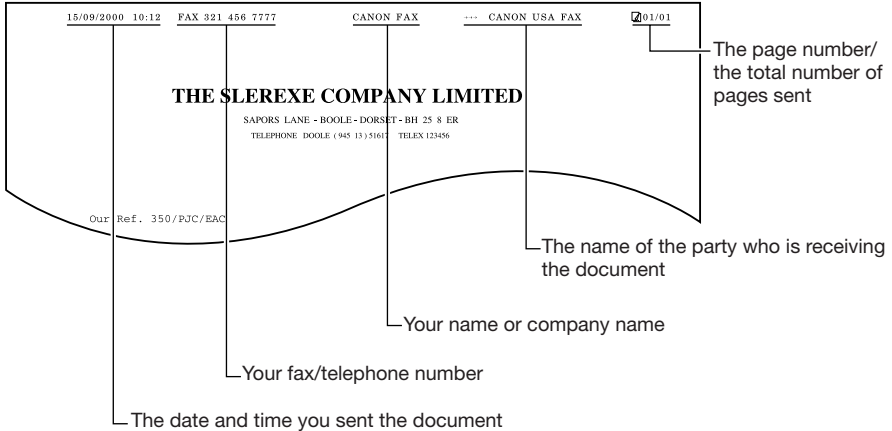 15/09/2000 10:12 FAX 321 456 7777 CANON FAX →→→ CANON USA FAX 01/01
The page number/
the total number of
pages sent
THE SLEREXE COMPANY LIMITED
SAPORS LANE - BOOLE - DORSET - BH 25 8 ER
TELEPHONE DOOLE (945 13) 51617 TELEX 123456
Our Ref. 350/PJC/EAC
The name of the party who is receiving
the document
Your name or company name
Your fax/telephone number
The date and time you sent the document